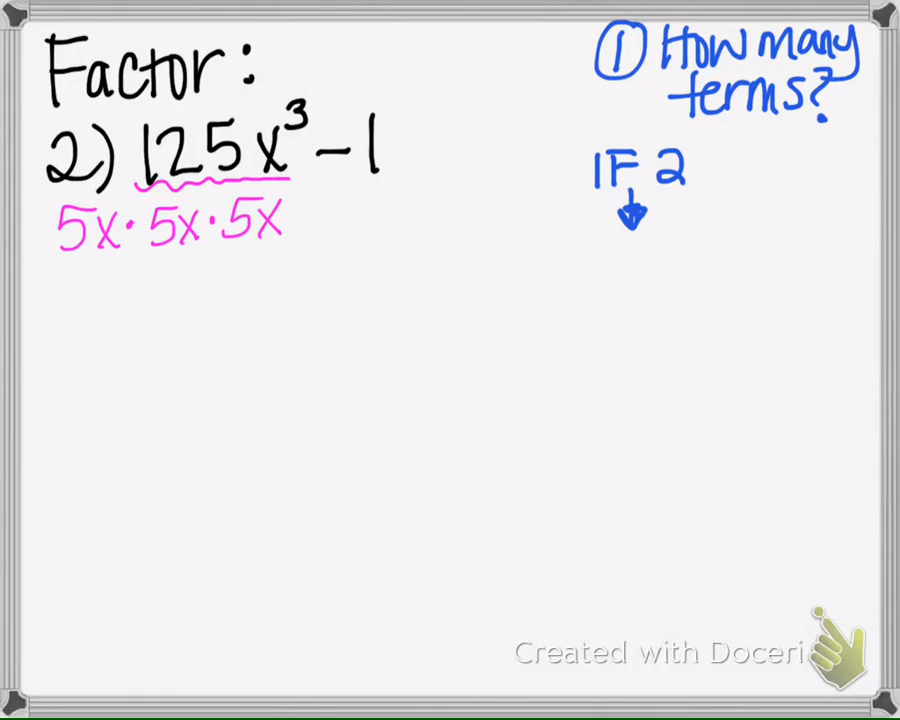 Factor:
2) 125x³ - 1
5x · 5x · 5x
① How many
terms?
IF 2
Created with Doceri